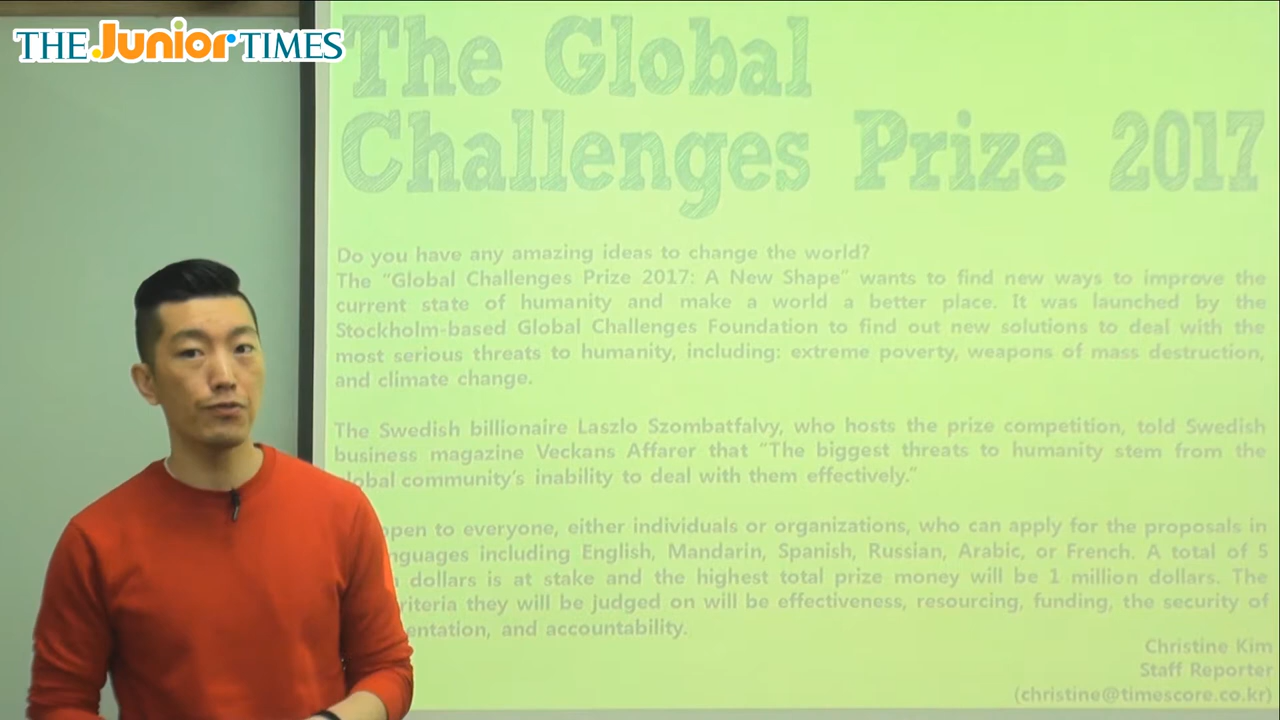 THE Junior TIMES
The Global
Challenges Prize 2017
Do you have any amazing ideas to change the world?
The “Global Challenges Prize 2017: A New Shape” wants to find new ways to improve the
current state of humanity and make a world a better place. It was launched by the
Stockholm-based Global Challenges Foundation to find out new solutions to deal with the
most serious threats to humanity, including: extreme poverty, weapons of mass destruction,
and climate change.
The Swedish billionaire Laszlo Szombatfalvy, who hosts the prize competition, told Swedish
business magazine Veckans Affarer that “The biggest threats to humanity stem from the
global community’s inability to deal with them effectively.”
open to everyone, either individuals or organizations, who can apply for the proposals in
including English, Mandarin, Spanish, Russian, Arabic, or French. A total of 5
dollars is at stake and the highest total prize money will be 1 million dollars. The
they will be judged on will be effectiveness, resourcing, funding, the security of
and accountability.
Christine Kim
Staff Reporter
(christine@timescore.co.kr)